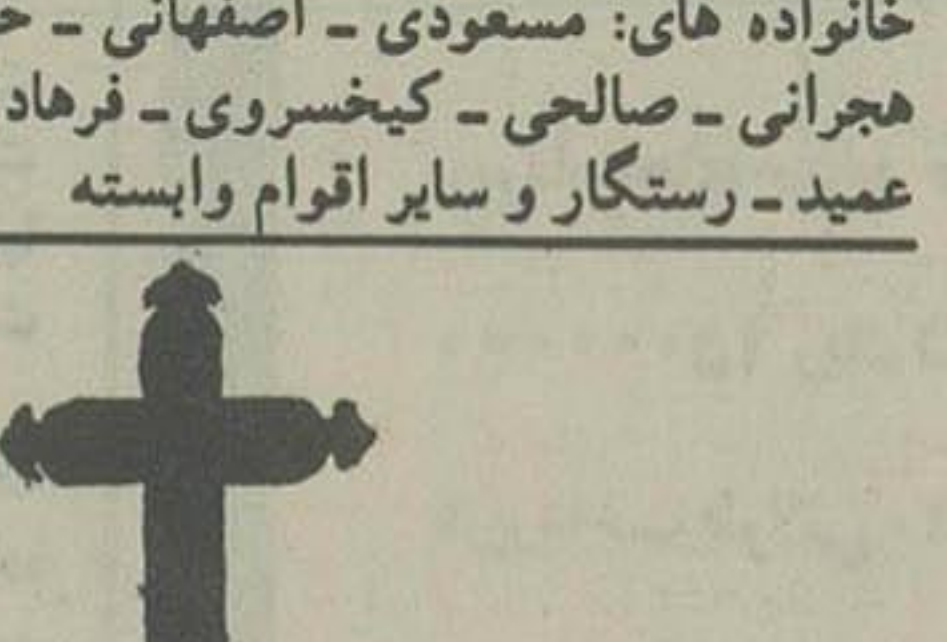 خانواده های: مسعودی ـ اصفهانی ـ
هجرانی ـ صالحی ـ کیخسروی ـ فرهاد
عمید ـ رستگار و سایر اقوام وابسته